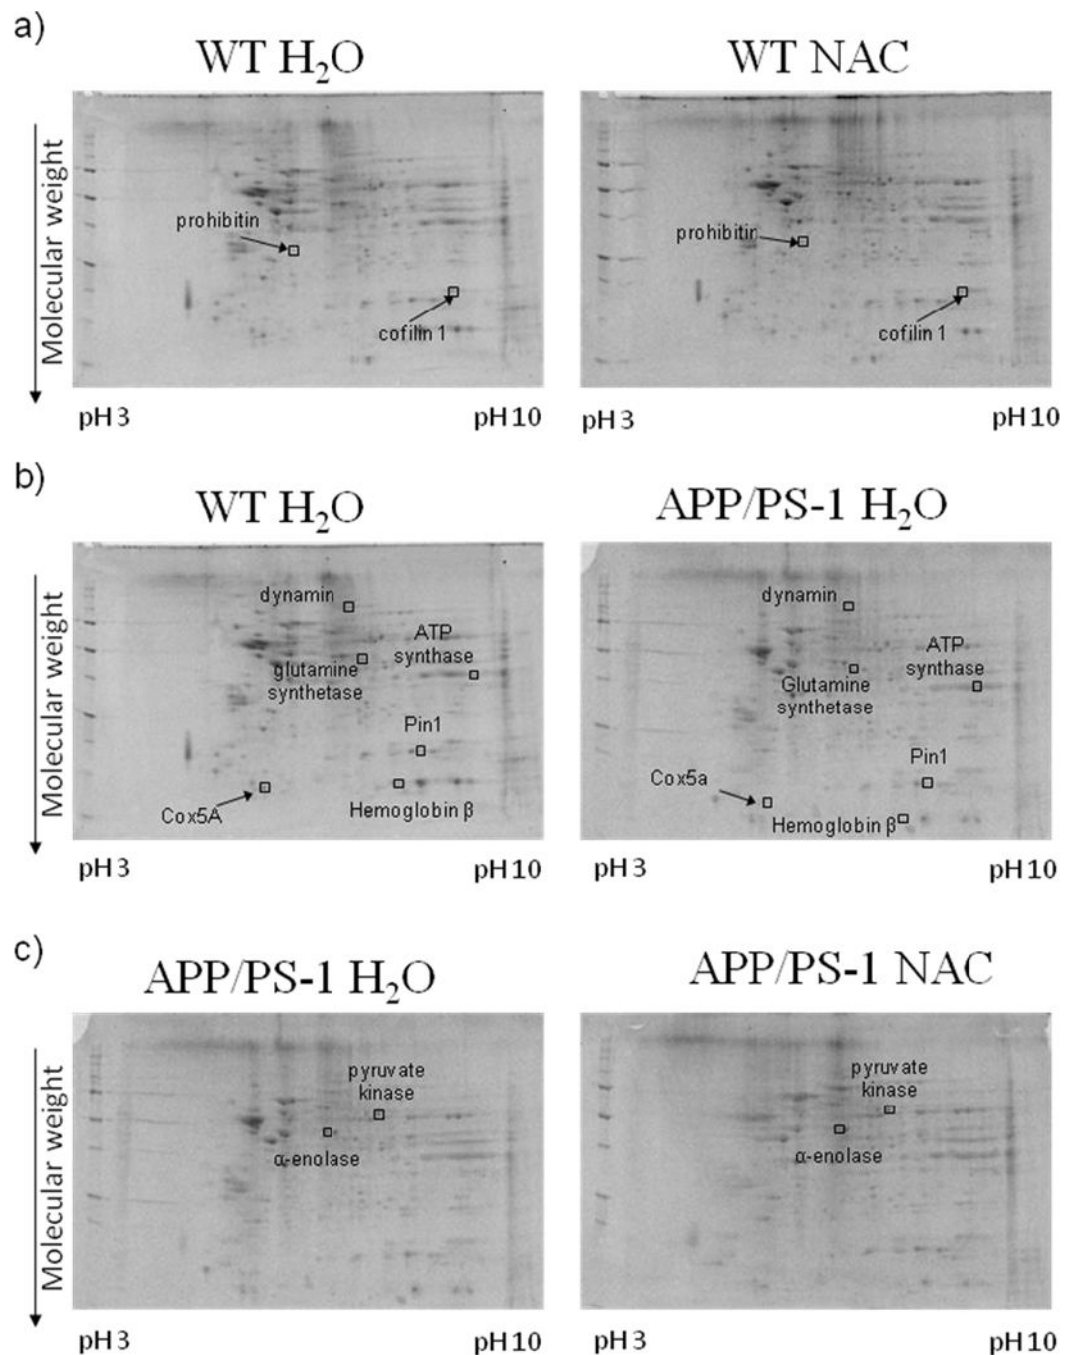 a)
WT H₂O
WT NAC
Molecular weight
prohibitin
cofilin 1
prohibitin
cofilin 1
pH 3
pH 10
pH 3
pH 10
b)
WT H₂O
APP/PS-1 H₂O
Molecular weight
dynamin
ATP
synthase
glutamine
synthetase
Pin1
Cox5A
Hemoglobin β
dynamin
ATP
synthase
Glutamine
synthetase
Pin1
Cox5a
Hemoglobin β
pH 3
pH 10
pH 3
pH 10
c)
APP/PS-1 H₂O
APP/PS-1 NAC
Molecular weight
pyruvate
kinase
α-enolase
pyruvate
kinase
α-enolase
pH 3
pH 10
pH 3
pH 10